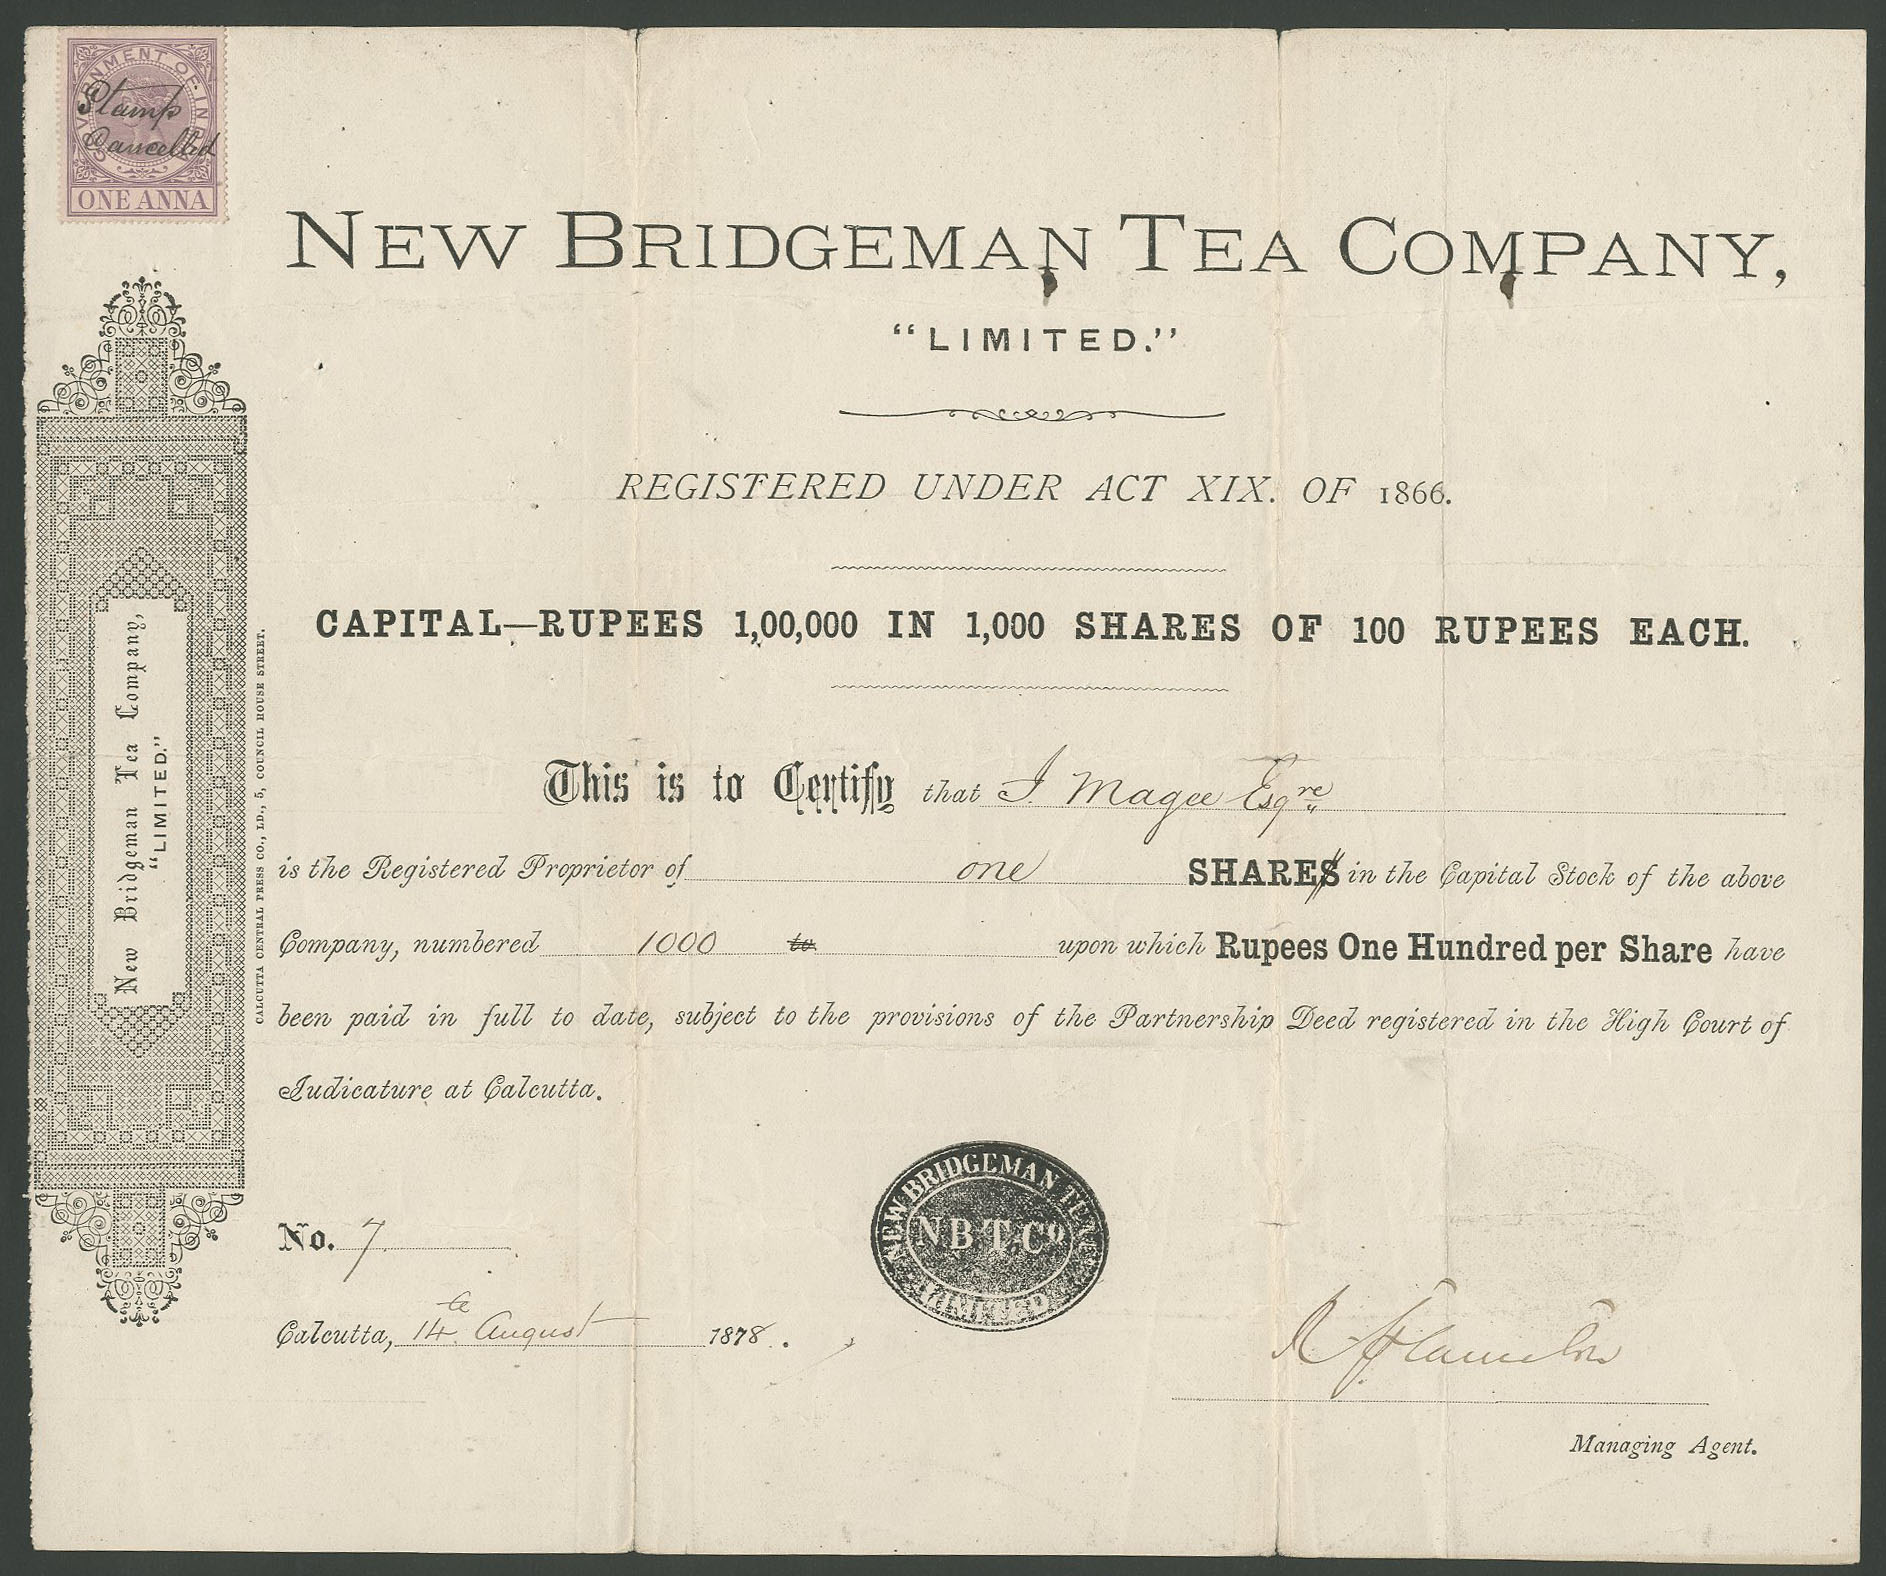 GOVERNMENT OF INDIA
Stamp
Cancelled
ONE ANNA
NEW BRIDGEMAN TEA COMPANY,
"LIMITED."
REGISTERED UNDER ACT XIX. OF 1866.
CAPITAL—RUPEES 1,00,000 IN 1,000 SHARES OF 100 RUPEES EACH.
This is to Certify that J. Magee Esqre
is the Registered Proprietor of one SHARES in the Capital Stock of the above
Company, numbered 1000 to upon which Rupees One Hundred per Share have
been paid in full to date, subject to the provisions of the Partnership Deed registered in the High Court of
Judicature at Calcutta.
No. 7
Calcutta, 14th August 1878.
NEW BRIDGEMAN TEA
N.B.T.Co
LIMITED
Managing Agent.
New Bridgeman Tea Company,
"LIMITED."
CALCUTTA CENTRAL PRESS CO., LD., 5, COUNCIL HOUSE STREET.